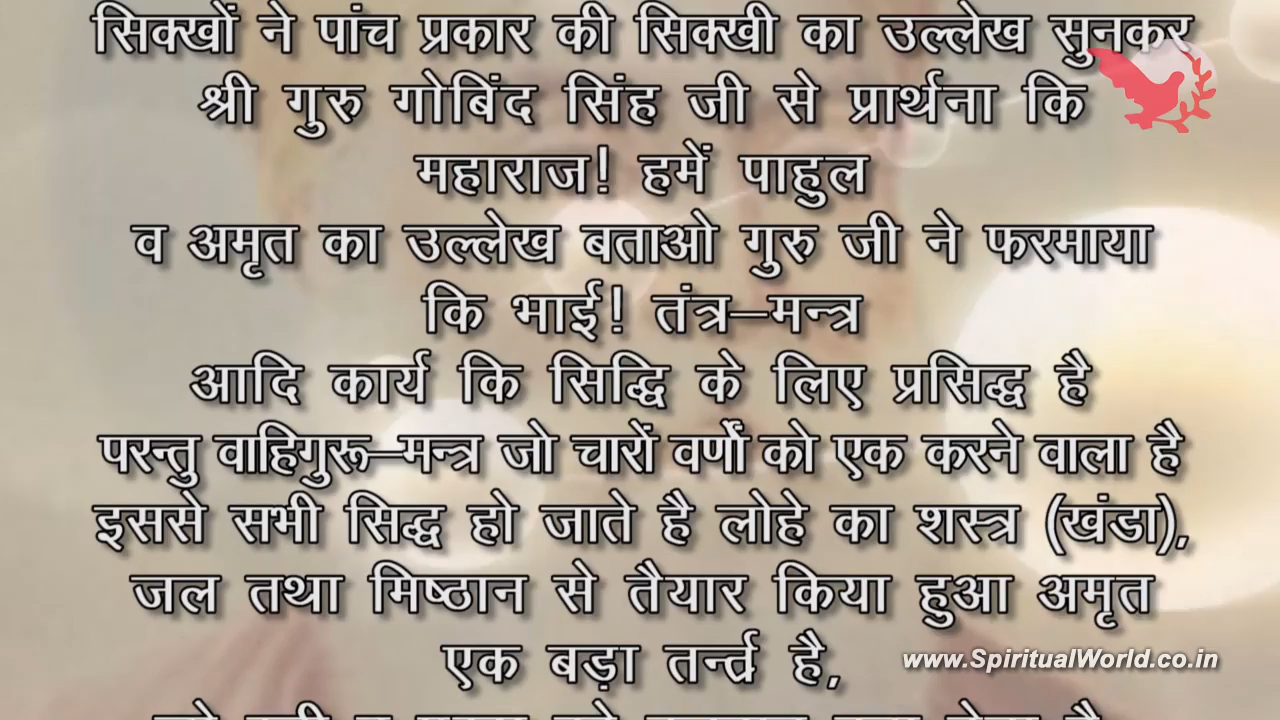 सिक्खों ने पांच प्रकार की सिक्खी का उल्लेख सुनकर
श्री गुरु गोबिंद सिंह जी से प्रार्थना कि
महाराज! हमें पाहुल
व अमृत का उल्लेख बताओ गुरु जी ने फरमाया
कि भाई! तंत्र–मन्त्र
आदि कार्य कि सिद्धि के लिए प्रसिद्ध है
परन्तु वाहिगुरू–मन्त्र जो चारों वर्णों को एक करने वाला है
इससे सभी सिद्ध हो जाते है लोहे का शस्त्र (खंडा),
जल तथा मिष्ठान से तैयार किया हुआ अमृत
एक बड़ा तर्न्त्र है,
www.SpiritualWorld.co.in